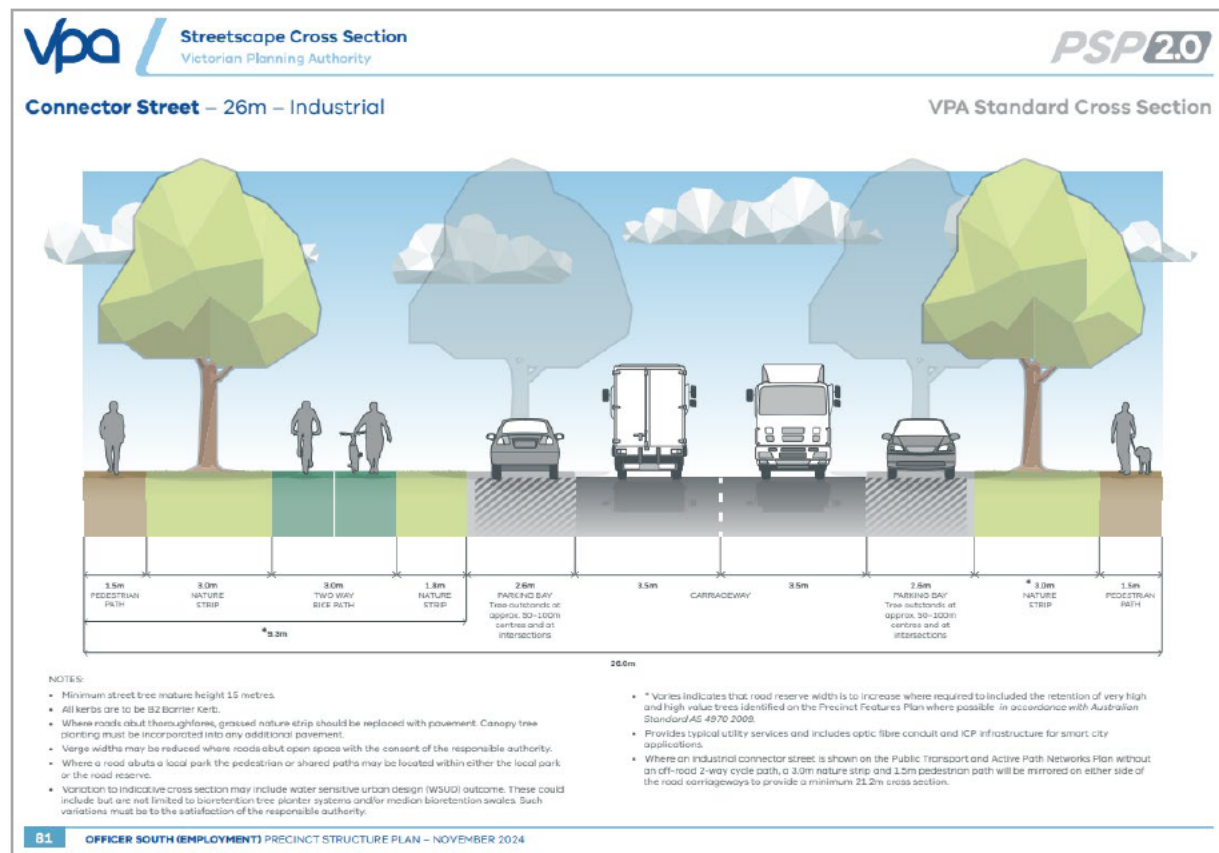 vpa
Streetscape Cross Section
Victorian Planning Authority
PSP 2.0
Connector Street – 26m – Industrial
VPA Standard Cross Section
1.5m
PEDESTRIAN
PATH
3.0m
NATURE
STRIP
3.0m
TWO WAY
BIKE PATH
1.8m
NATURE
STRIP
2.6m
PARKING BAY
Tree outstands at
approx. 50–100m
centres and at
intersections
3.5m
CARRIAGEWAY
3.5m
2.6m
PARKING BAY
Tree outstands at
approx. 50–100m
centres and at
intersections
* 3.0m
NATURE
STRIP
1.5m
PEDESTRIAN
PATH
*9.3m
26.0m
NOTES:
• Minimum street tree mature height 15 metres.
• All kerbs are to be B2 Barrier Kerb.
• Where roads abut thoroughfares, grassed nature strip should be replaced with pavement. Canopy tree
planting must be incorporated into any additional pavement.
• Verge widths may be reduced where roads abut open space with the consent of the responsible authority.
• Where a road abuts a local park the pedestrian or shared paths may be located within either the local park
or the road reserve.
• Variation to indicative cross section may include water sensitive urban design (WSUD) outcome. These could
include but are not limited to bioretention tree planter systems and/or median bioretention swales. Such
variations must be to the satisfaction of the responsible authority.
• * Varies indicates that road reserve width is to increase where required to included the retention of very high
and high value trees identified on the Precinct Features Plan where possible in accordance with Australian
Standard AS 4970 2009.
• Provides typical utility services and includes optic fibre conduit and ICP infrastructure for smart city
applications.
• Where an industrial connector street is shown on the Public Transport and Active Path Networks Plan without
an off-road 2-way cycle path, a 3.0m nature strip and 1.5m pedestrian path will be mirrored on either side of
the road carriageways to provide a minimum 21.2m cross section.
81 OFFICER SOUTH (EMPLOYMENT) PRECINCT STRUCTURE PLAN – NOVEMBER 2024